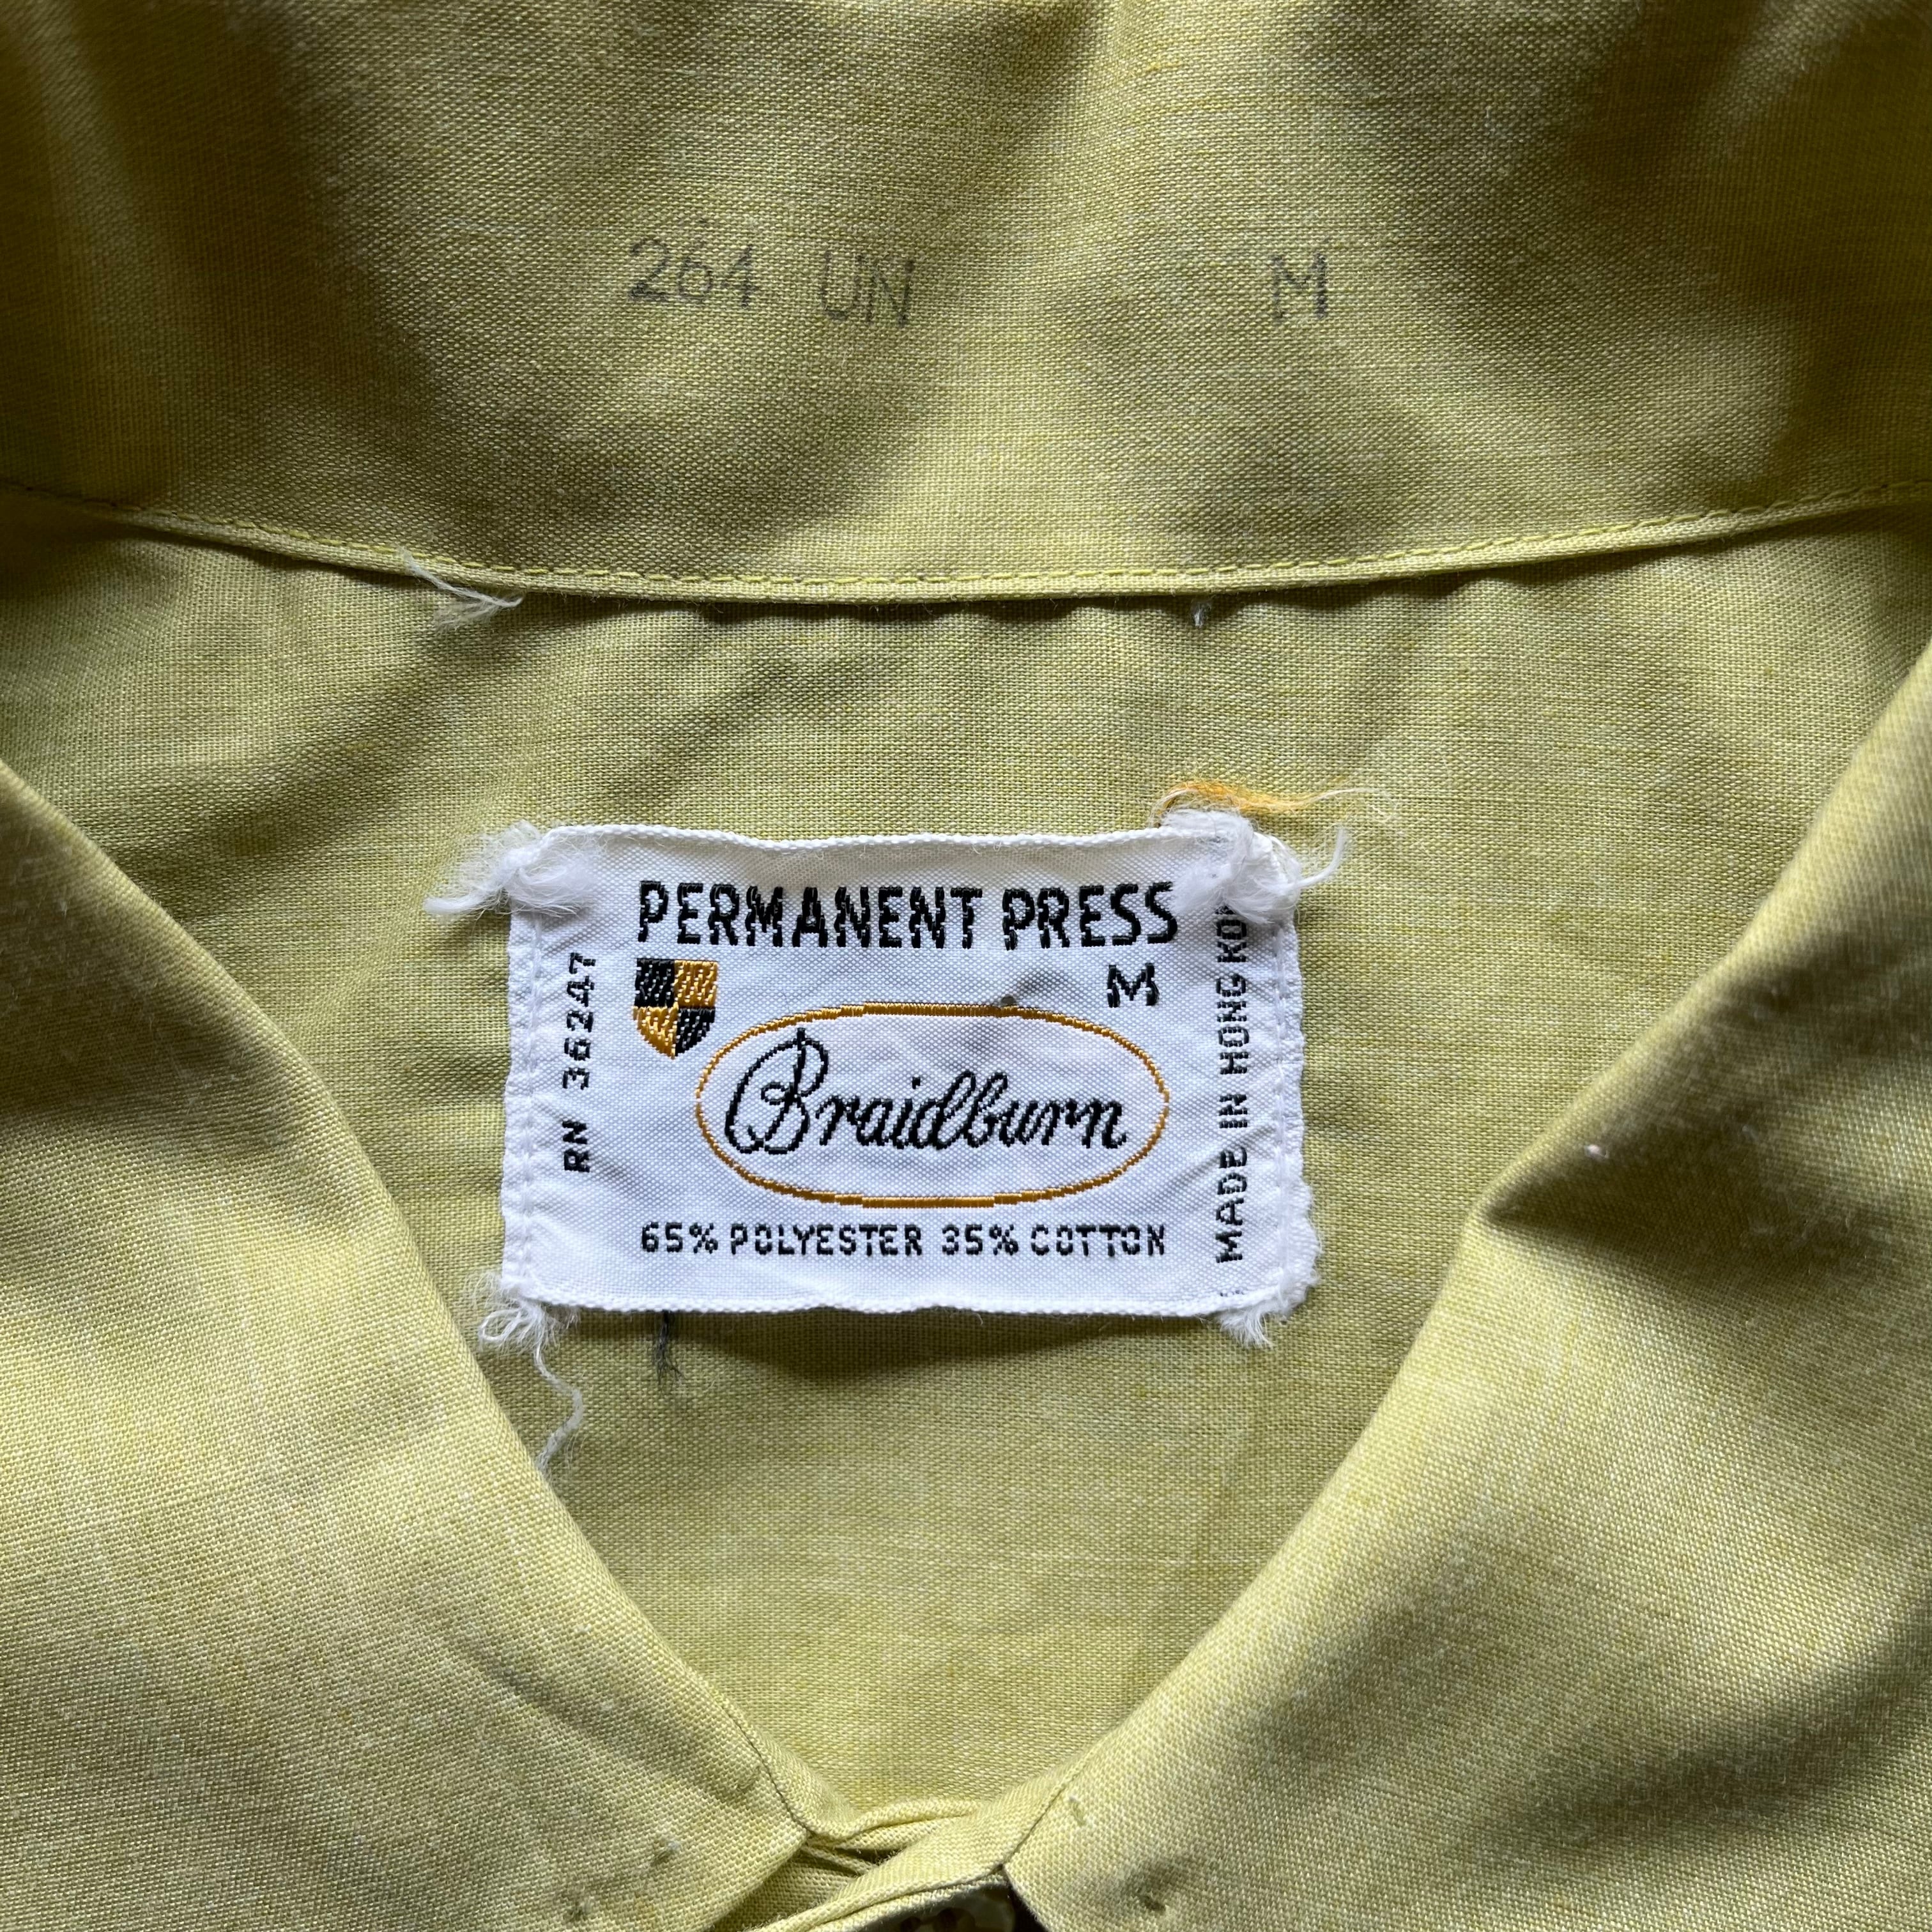 264 UN M
PERMANENT PRESS
M
RN 36247
Braidburn
MADE IN HONG KO
65% POLYESTER 35% COTTON